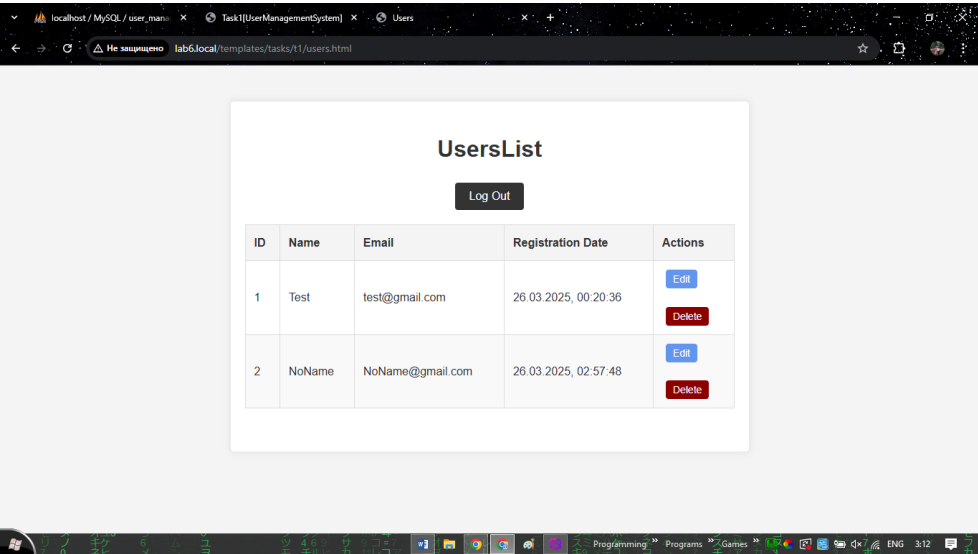 localhost / MySQL / user_mana
Task1[UserManagementSystem]
Users
Не защищено lab6.local/templates/tasks/t1/users.html
UsersList
Log Out
ID Name Email Registration Date Actions
1 Test test@gmail.com 26.03.2025, 00:20:36 Edit
Delete
2 NoName NoName@gmail.com 26.03.2025, 02:57:48 Edit
Delete
Programming Programs Games ENG 3:12